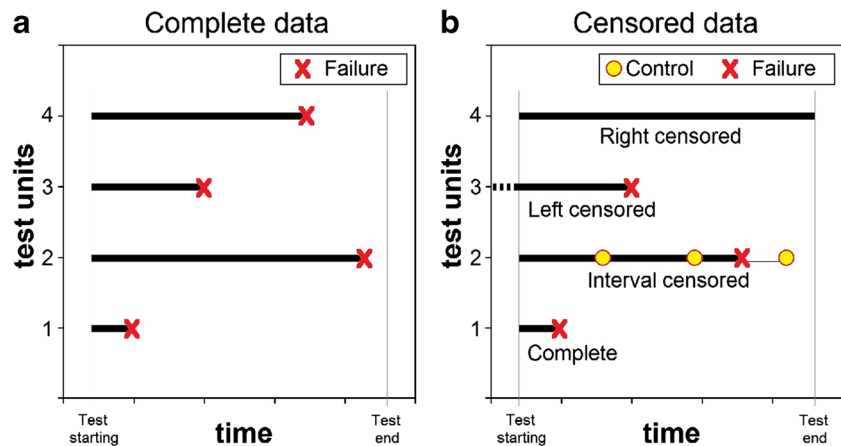 a
Complete data
Failure
test units
4
3
2
1
Test
starting
time
Test
end
b
Censored data
Control
Failure
test units
4
Right censored
3
Left censored
2
Interval censored
1
Complete
Test
starting
time
Test
end